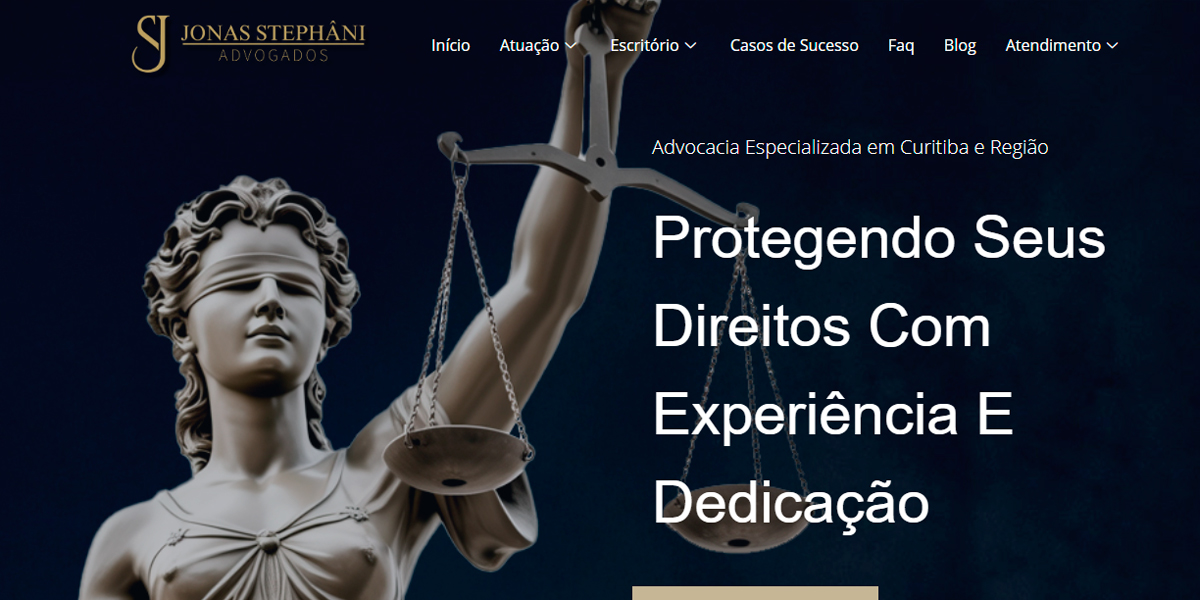 SJ JONAS STEPHÂNI
ADVOGADOS
Início Atuação Escritório Casos de Sucesso Faq Blog Atendimento
Advocacia Especializada em Curitiba e Região
Protegendo Seus
Direitos Com
Experiência E
Dedicação